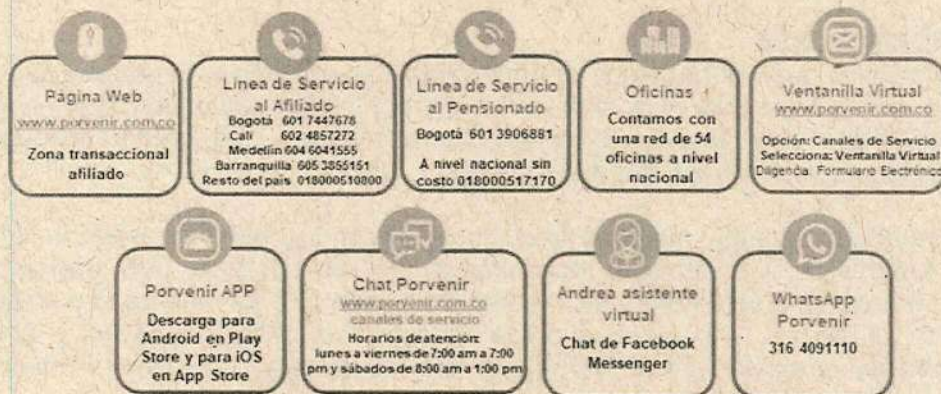 Página Web
www.porvenir.com.co
Zona transaccional
afiliado
Línea de Servicio
al Afiliado
Bogotá 601 7447678
Cali 602 4857272
Medellín 604 6041555
Barranquilla 605 3855151
Resto del país 018000510800
Línea de Servicio
al Pensionado
Bogotá 601 3906881
A nivel nacional sin
costo 018000517170
Oficinas
Contamos con
una red de 54
oficinas a nivel
nacional
Ventanilla Virtual
www.porvenir.com.co
Opción: Canales de Servicio
Selecciona: Ventanilla Virtual
Diligencia: Formulario Electrónico
Porvenir APP
Descarga para
Android en Play
Store y para iOS
en App Store
Chat Porvenir
www.porvenir.com.co
canales de servicio
Horarios de atención:
lunes a viernes de 7:00 am a 7:00
pm y sábados de 8:00 am a 1:00 pm
Andrea asistente
virtual
Chat de Facebook
Messenger
WhatsApp
Porvenir
316 4091110